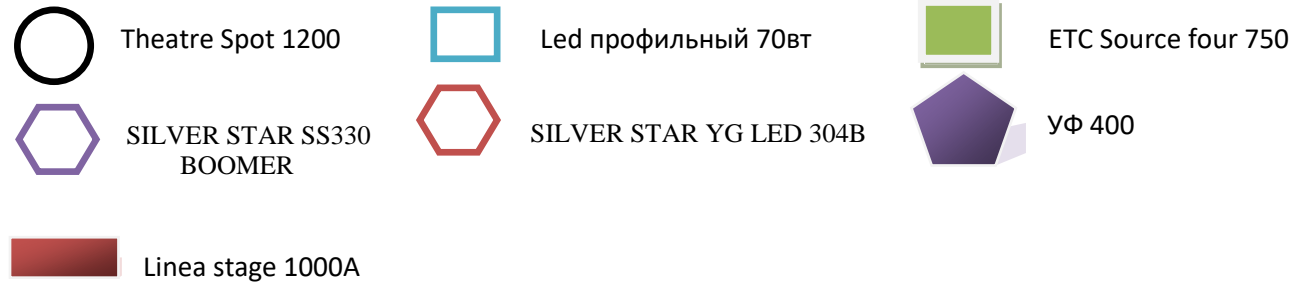 Theatre Spot 1200
Led профильный 70вт
ETC Source four 750
SILVER STAR SS330
BOOMER
SILVER STAR YG LED 304B
УФ 400
Linea stage 1000A